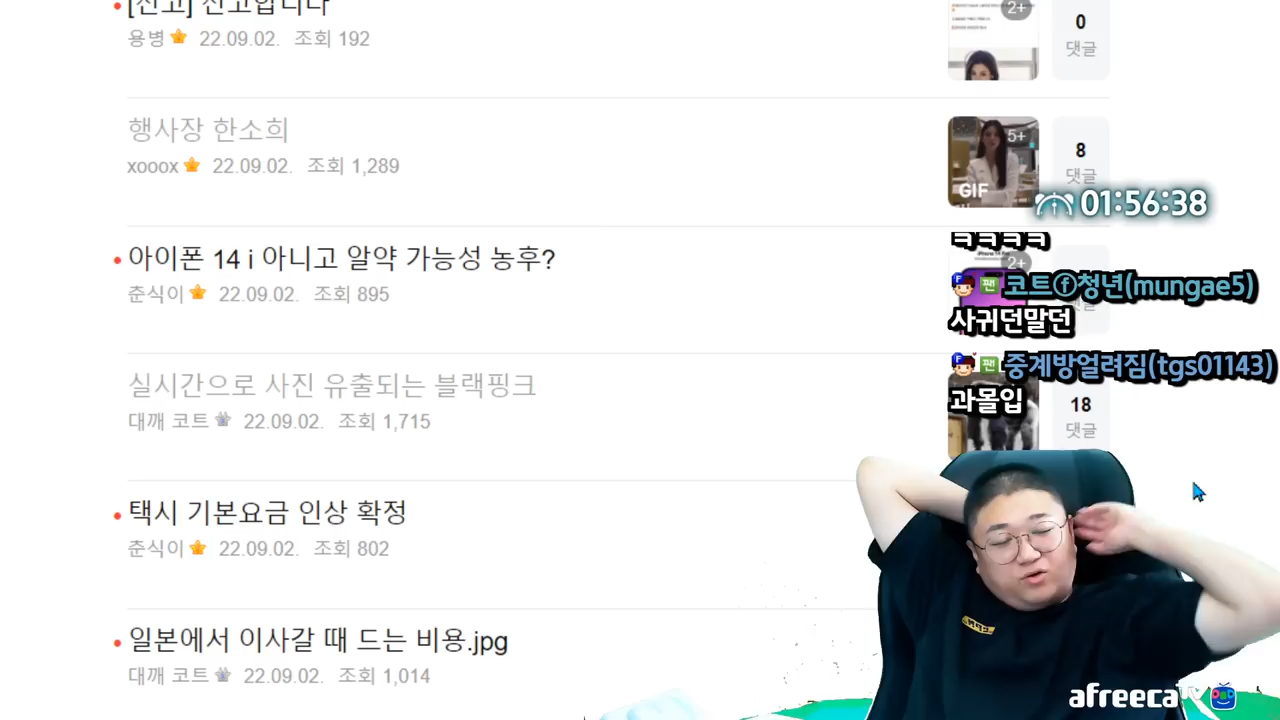 [신고] 신고합니다
용병 22.09.02. 조회 192
2+
0
댓글
행사장 한소희
xooox 22.09.02. 조회 1,289
5+
GIF
8
댓글
01:56:38
아이폰 14 i 아니고 알약 가능성 농후?
춘식이 22.09.02. 조회 895
2+
ㅋㅋㅋㅋ
코트ⓕ청년(mungae5)
사귀던말던
실시간으로 사진 유출되는 블랙핑크
대깨 코트 22.09.02. 조회 1,715
중계방얼려짐(tgs01143)
과몰입
18
댓글
택시 기본요금 인상 확정
춘식이 22.09.02. 조회 802
일본에서 이사갈 때 드는 비용.jpg
대깨 코트 22.09.02. 조회 1,014
afreecaTV